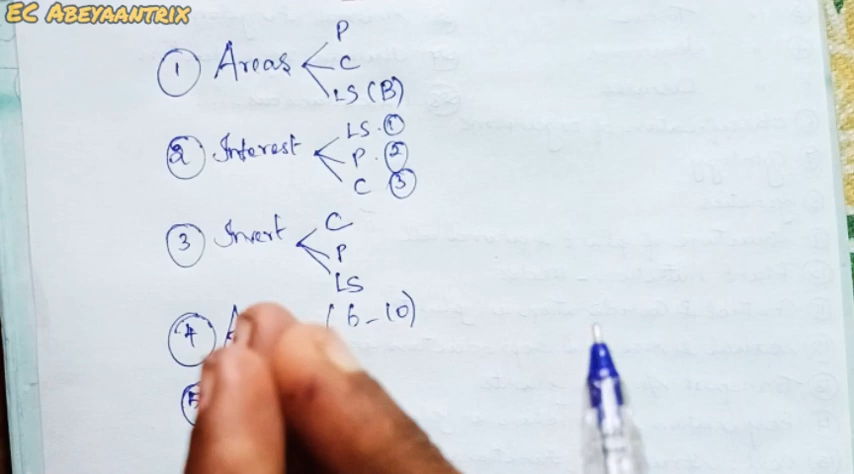 EC ABEYAANTRIX
P
① Areas C
LS (B)
LS. ①
② Interest P. ②
C ③
C
③ Invert P
LS
④ (6-10)